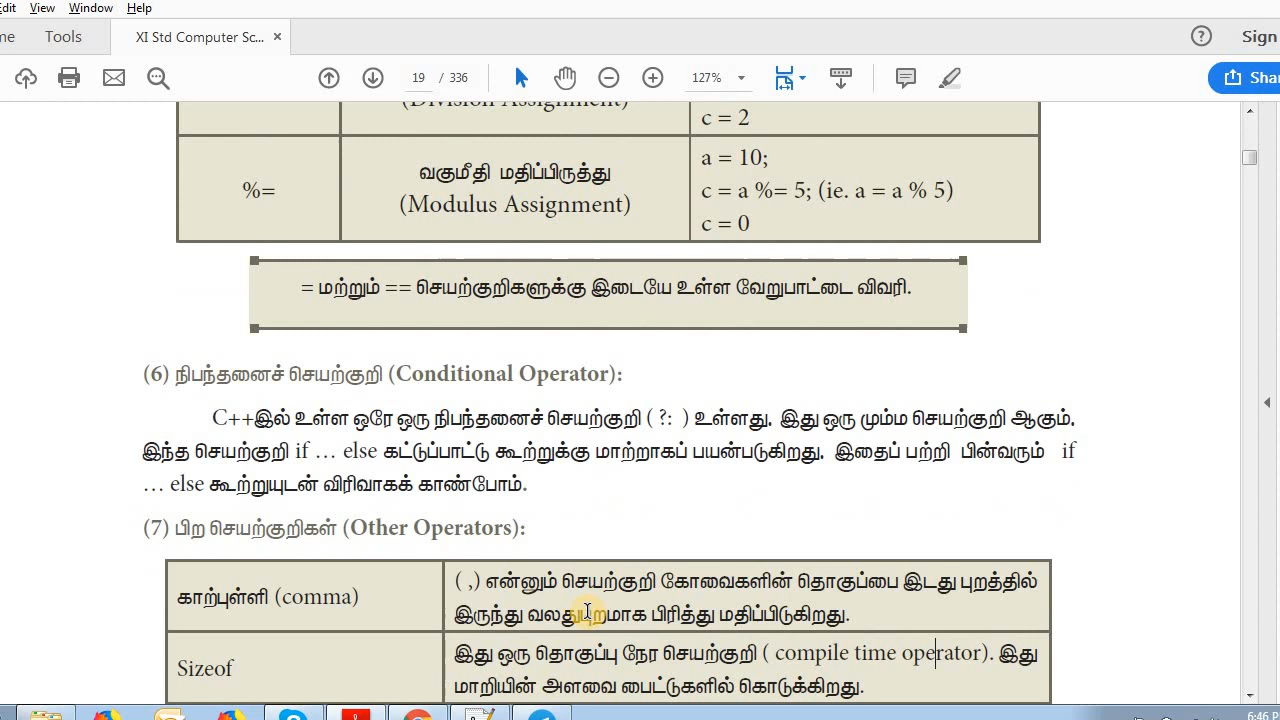 Edit View Window Help
Tools XI Std Computer Sc... × ? Sign
19 / 336 127%
(Division Assignment)
c = 2
%= வகுமீதி மதிப்பிருத்து
(Modulus Assignment)
a = 10;
c = a %= 5; (ie. a = a % 5)
c = 0
= மற்றும் == செயற்குறிகளுக்கு இடையே உள்ள வேறுபாட்டை விவரி.
(6) நிபந்தனைச் செயற்குறி (Conditional Operator):
C++இல் உள்ள ஒரே ஒரு நிபந்தனைச் செயற்குறி ( ?: ) உள்ளது. இது ஒரு மும்ம செயற்குறி ஆகும்.
இந்த செயற்குறி if ... else கட்டுப்பாட்டு கூற்றுக்கு மாற்றாகப் பயன்படுகிறது. இதைப் பற்றி பின்வரும் if
... else கூற்றுயுடன் விரிவாகக் காண்போம்.
(7) பிற செயற்குறிகள் (Other Operators):
காற்புள்ளி (comma)
( ,) என்னும் செயற்குறி கோவைகளின் தொகுப்பை இடது புறத்தில்
இருந்து வலதுபுறமாக பிரித்து மதிப்பிடுகிறது.
Sizeof
இது ஒரு தொகுப்பு நேர செயற்குறி ( compile time operator). இது
மாறியின் அளவை பைட்டுகளில் கொடுக்கிறது.